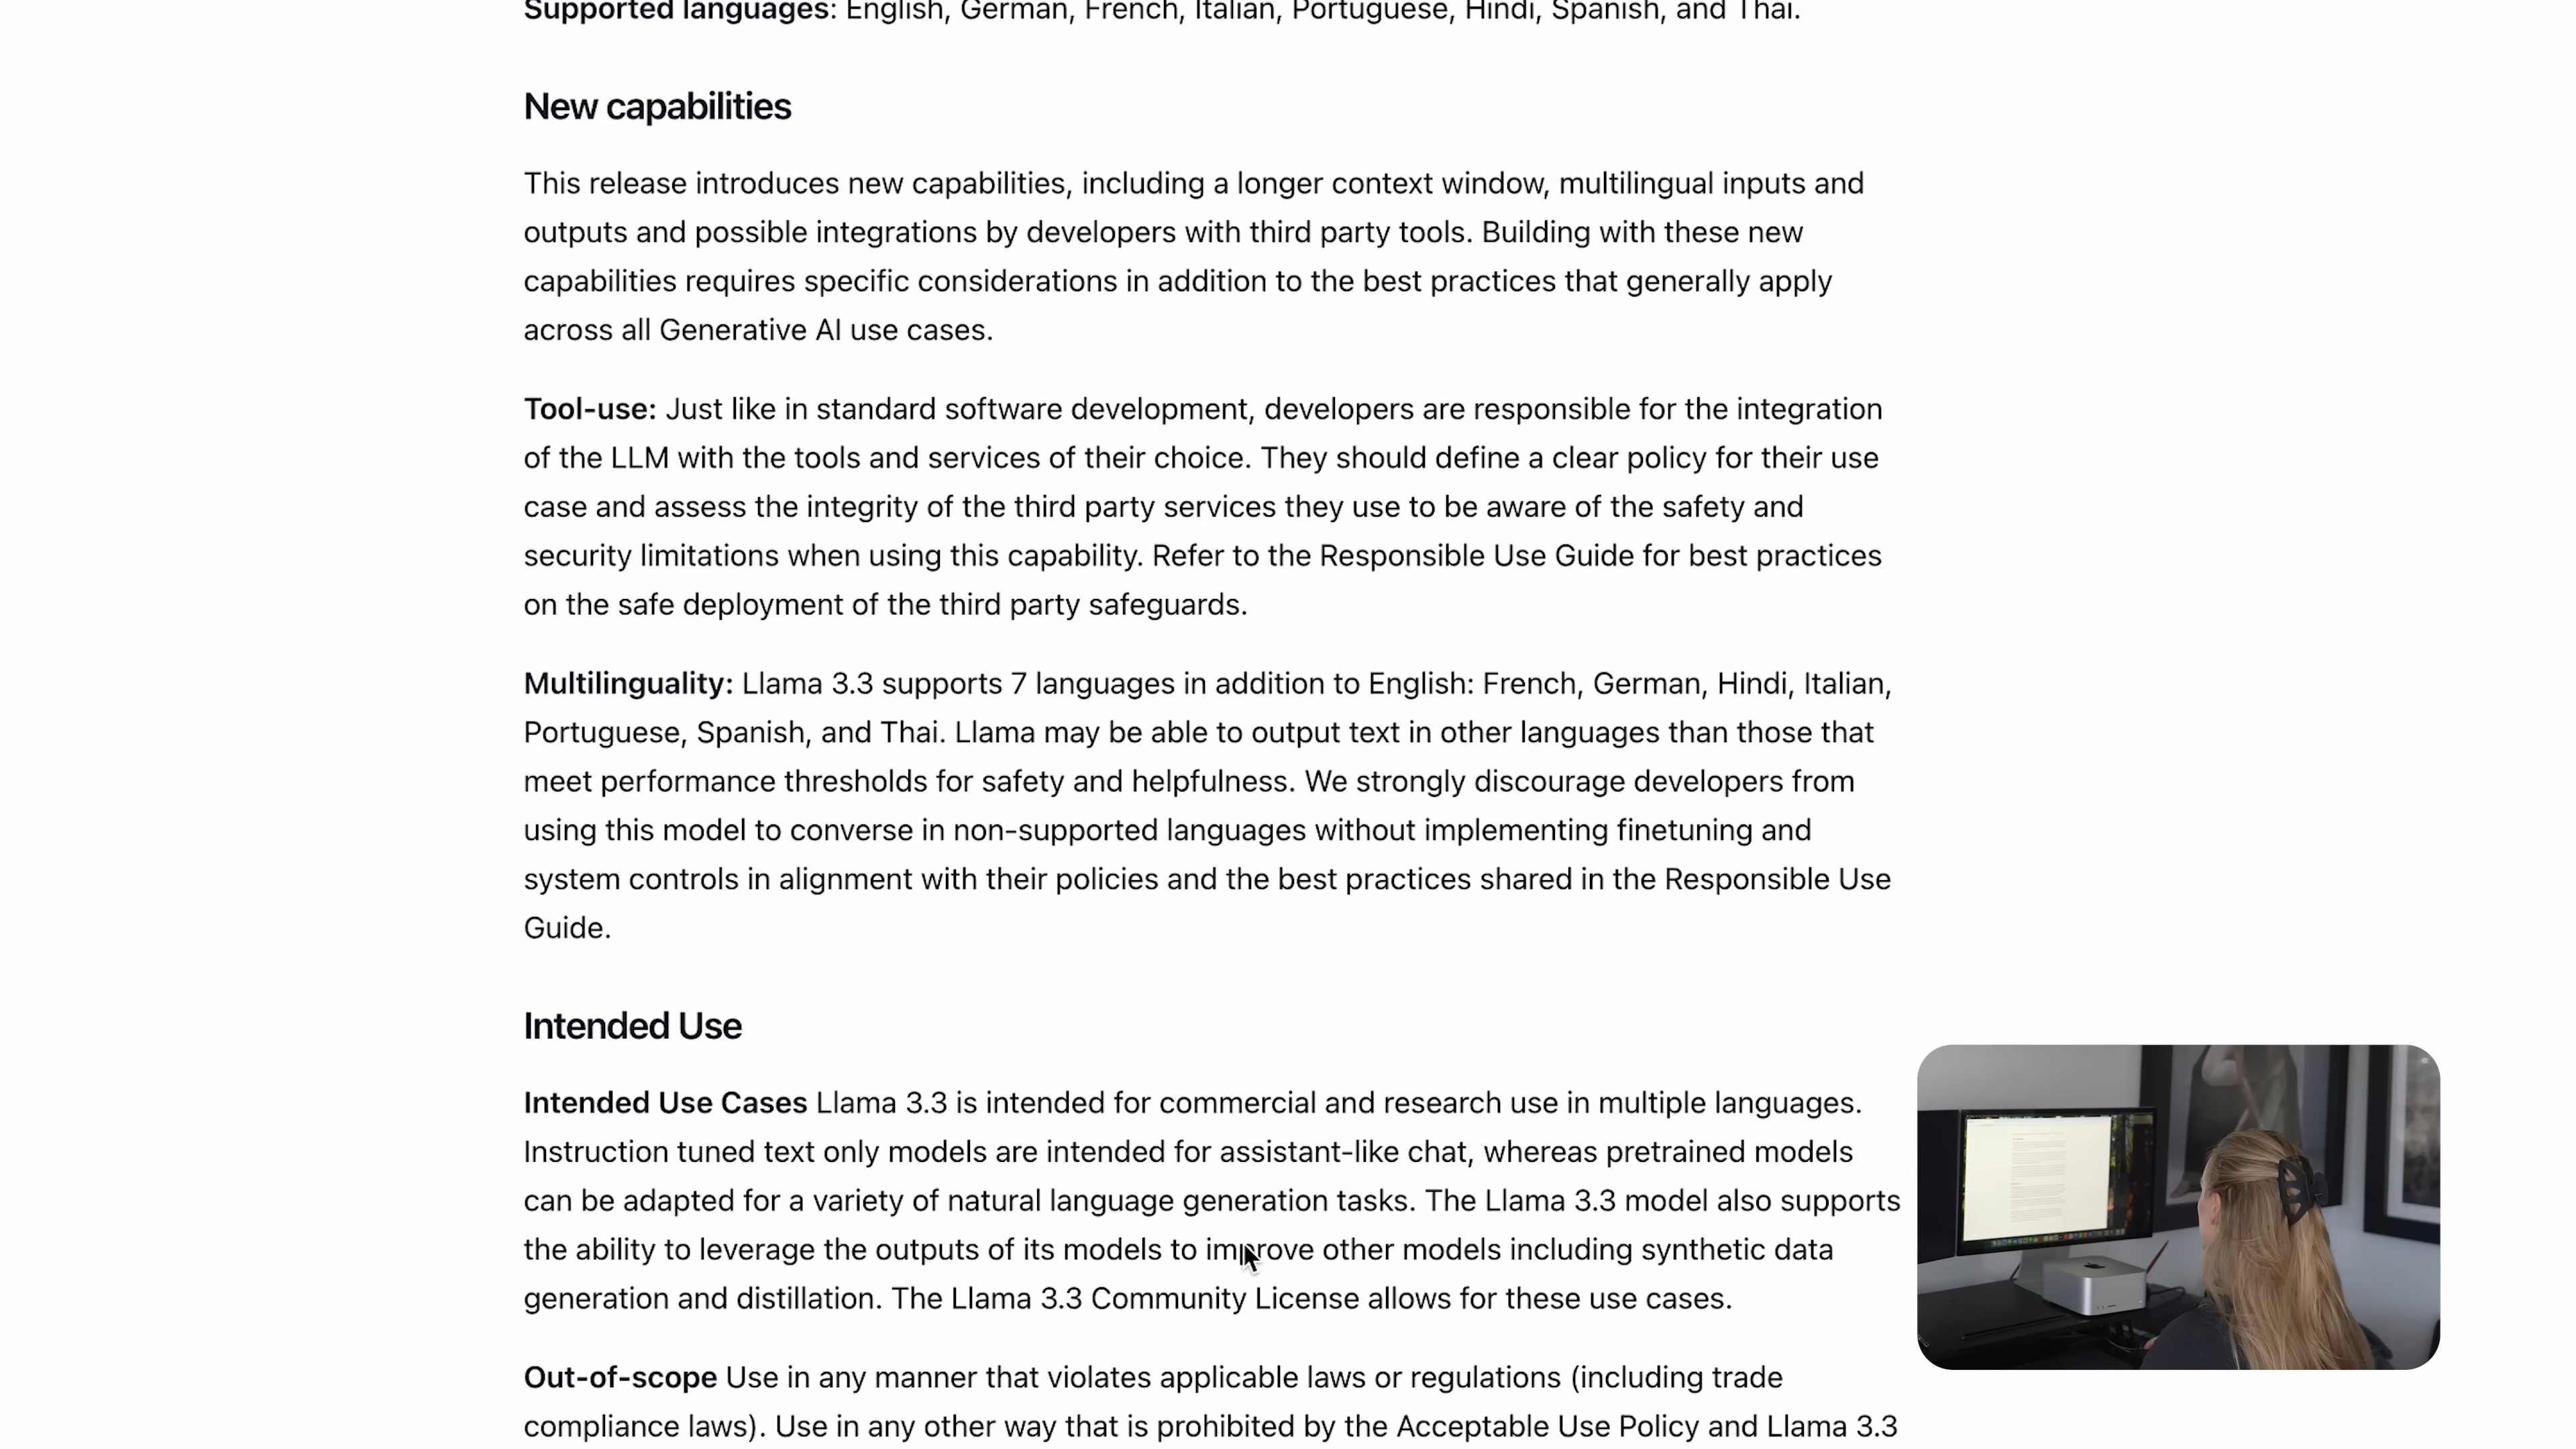 Supported languages: English, German, French, Italian, Portuguese, Hindi, Spanish, and Thai.
New capabilities
This release introduces new capabilities, including a longer context window, multilingual inputs and
outputs and possible integrations by developers with third party tools. Building with these new
capabilities requires specific considerations in addition to the best practices that generally apply
across all Generative AI use cases.
Tool-use: Just like in standard software development, developers are responsible for the integration
of the LLM with the tools and services of their choice. They should define a clear policy for their use
case and assess the integrity of the third party services they use to be aware of the safety and
security limitations when using this capability. Refer to the Responsible Use Guide for best practices
on the safe deployment of the third party safeguards.
Multilinguality: Llama 3.3 supports 7 languages in addition to English: French, German, Hindi, Italian,
Portuguese, Spanish, and Thai. Llama may be able to output text in other languages than those that
meet performance thresholds for safety and helpfulness. We strongly discourage developers from
using this model to converse in non-supported languages without implementing finetuning and
system controls in alignment with their policies and the best practices shared in the Responsible Use
Guide.
Intended Use
Intended Use Cases Llama 3.3 is intended for commercial and research use in multiple languages.
Instruction tuned text only models are intended for assistant-like chat, whereas pretrained models
can be adapted for a variety of natural language generation tasks. The Llama 3.3 model also supports
the ability to leverage the outputs of its models to improve other models including synthetic data
generation and distillation. The Llama 3.3 Community License allows for these use cases.
Out-of-scope Use in any manner that violates applicable laws or regulations (including trade
compliance laws). Use in any other way that is prohibited by the Acceptable Use Policy and Llama 3.3